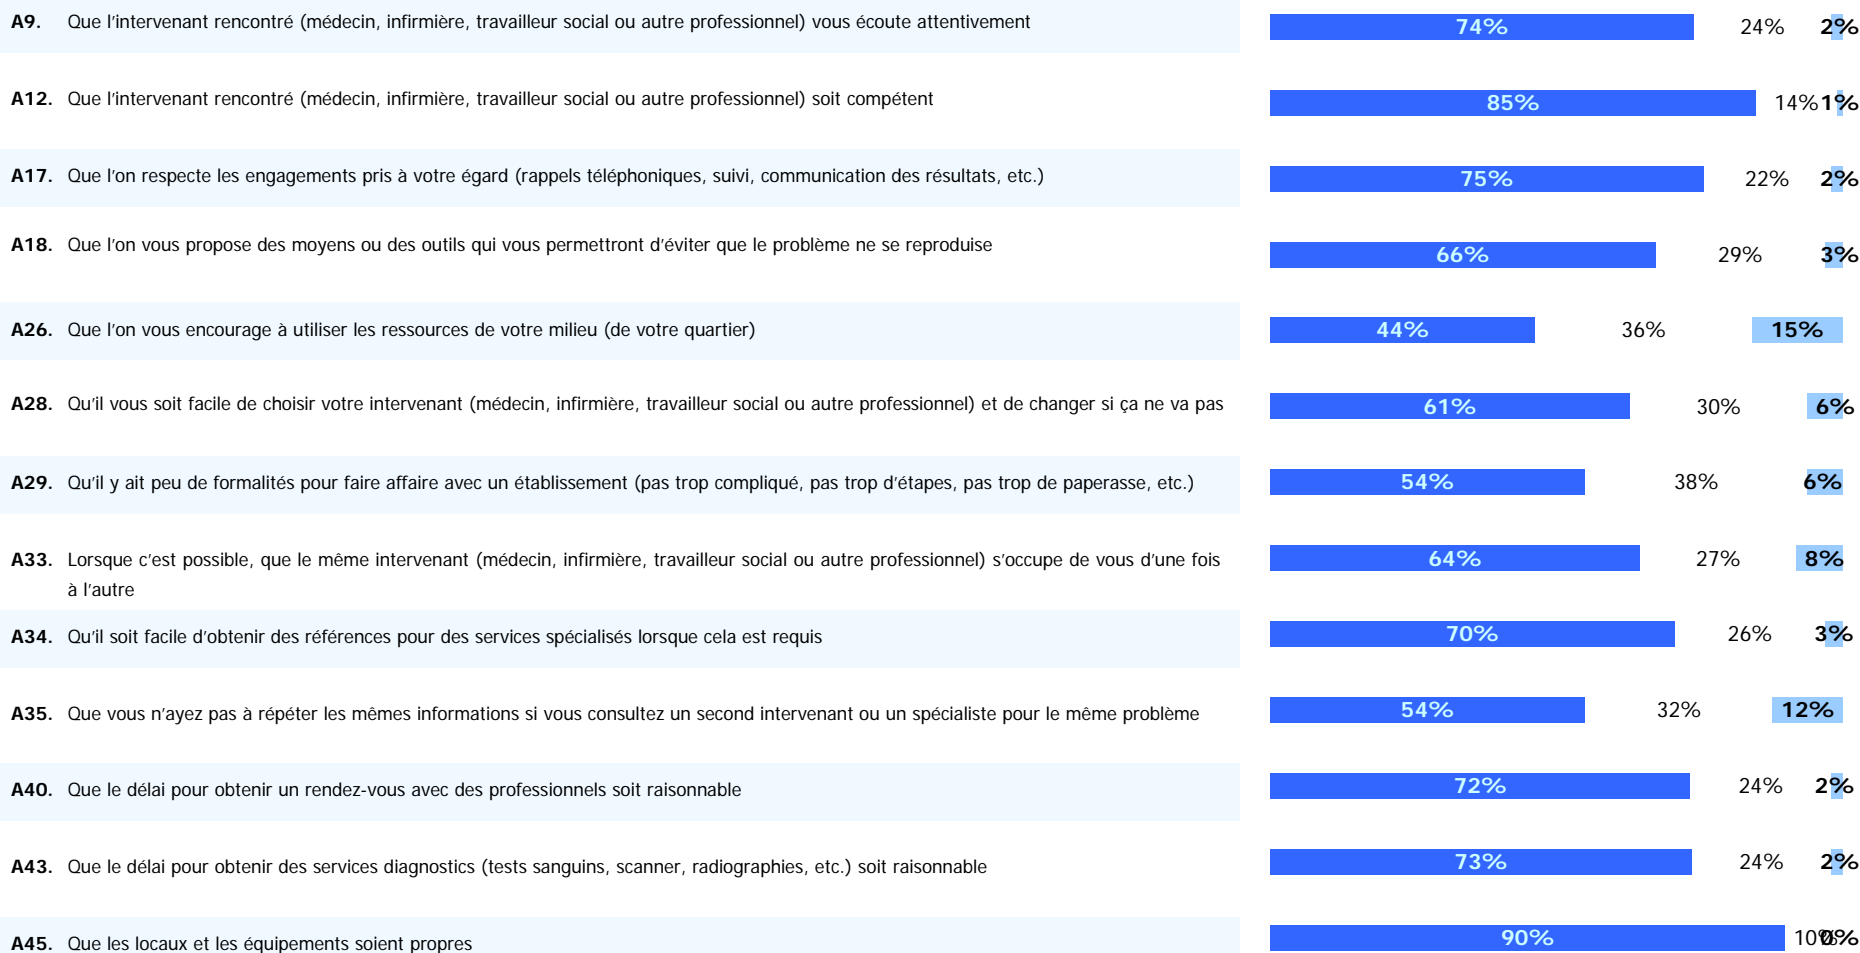 A9. Que l'intervenant rencontré (médecin, infirmière, travailleur social ou autre professionnel) vous écoute attentivement 74% 24% 2%
A12. Que l'intervenant rencontré (médecin, infirmière, travailleur social ou autre professionnel) soit compétent 85% 14% 1%
A17. Que l'on respecte les engagements pris à votre égard (rappels téléphoniques, suivi, communication des résultats, etc.) 75% 22% 2%
A18. Que l'on vous propose des moyens ou des outils qui vous permettront d'éviter que le problème ne se reproduise 66% 29% 3%
A26. Que l'on vous encourage à utiliser les ressources de votre milieu (de votre quartier) 44% 36% 15%
A28. Qu'il vous soit facile de choisir votre intervenant (médecin, infirmière, travailleur social ou autre professionnel) et de changer si ça ne va pas 61% 30% 6%
A29. Qu'il y ait peu de formalités pour faire affaire avec un établissement (pas trop compliqué, pas trop d'étapes, pas trop de paperasse, etc.) 54% 38% 6%
A33. Lorsque c'est possible, que le même intervenant (médecin, infirmière, travailleur social ou autre professionnel) s'occupe de vous d'une fois 64% 27% 8%
à l'autre
A34. Qu'il soit facile d'obtenir des références pour des services spécialisés lorsque cela est requis 70% 26% 3%
A35. Que vous n'ayez pas à répéter les mêmes informations si vous consultez un second intervenant ou un spécialiste pour le même problème 54% 32% 12%
A40. Que le délai pour obtenir un rendez-vous avec des professionnels soit raisonnable 72% 24% 2%
A43. Que le délai pour obtenir des services diagnostics (tests sanguins, scanner, radiographies, etc.) soit raisonnable 73% 24% 2%
A45. Que les locaux et les équipements soient propres 90% 10% 0%